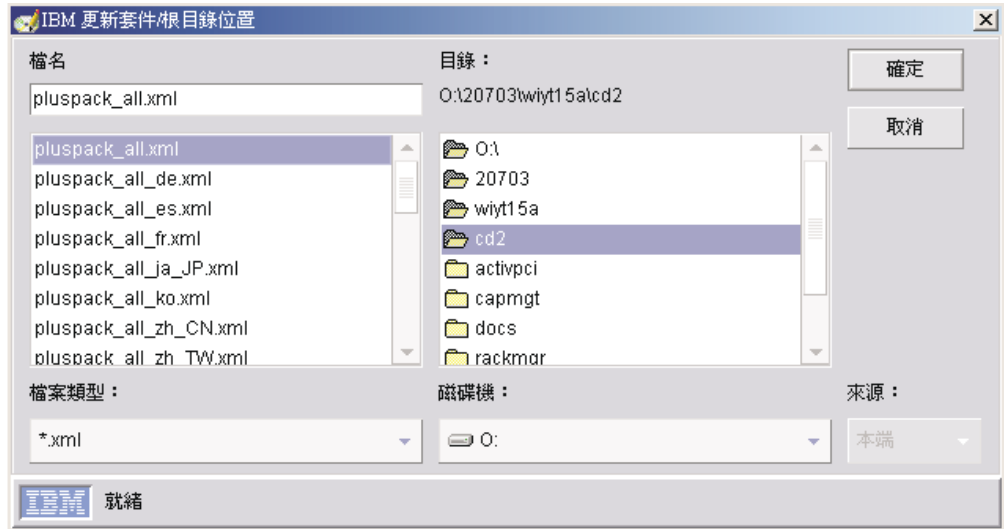 IBM 更新套件/根目錄位置
檔名
pluspack_all.xml
pluspack_all.xml
pluspack_all_de.xml
pluspack_all_es.xml
pluspack_all_fr.xml
pluspack_all_ja_JP.xml
pluspack_all_ko.xml
pluspack_all_zh_CN.xml
pluspack_all_zh_TW.xml
檔案類型：
*.xml
目錄：
O:\20703\wiyt15a\cd2
O:\
20703
wiyt15a
cd2
activpci
capmgt
docs
rackmgr
磁碟機：
O:
確定
取消
來源：
本端
IBM 就緒